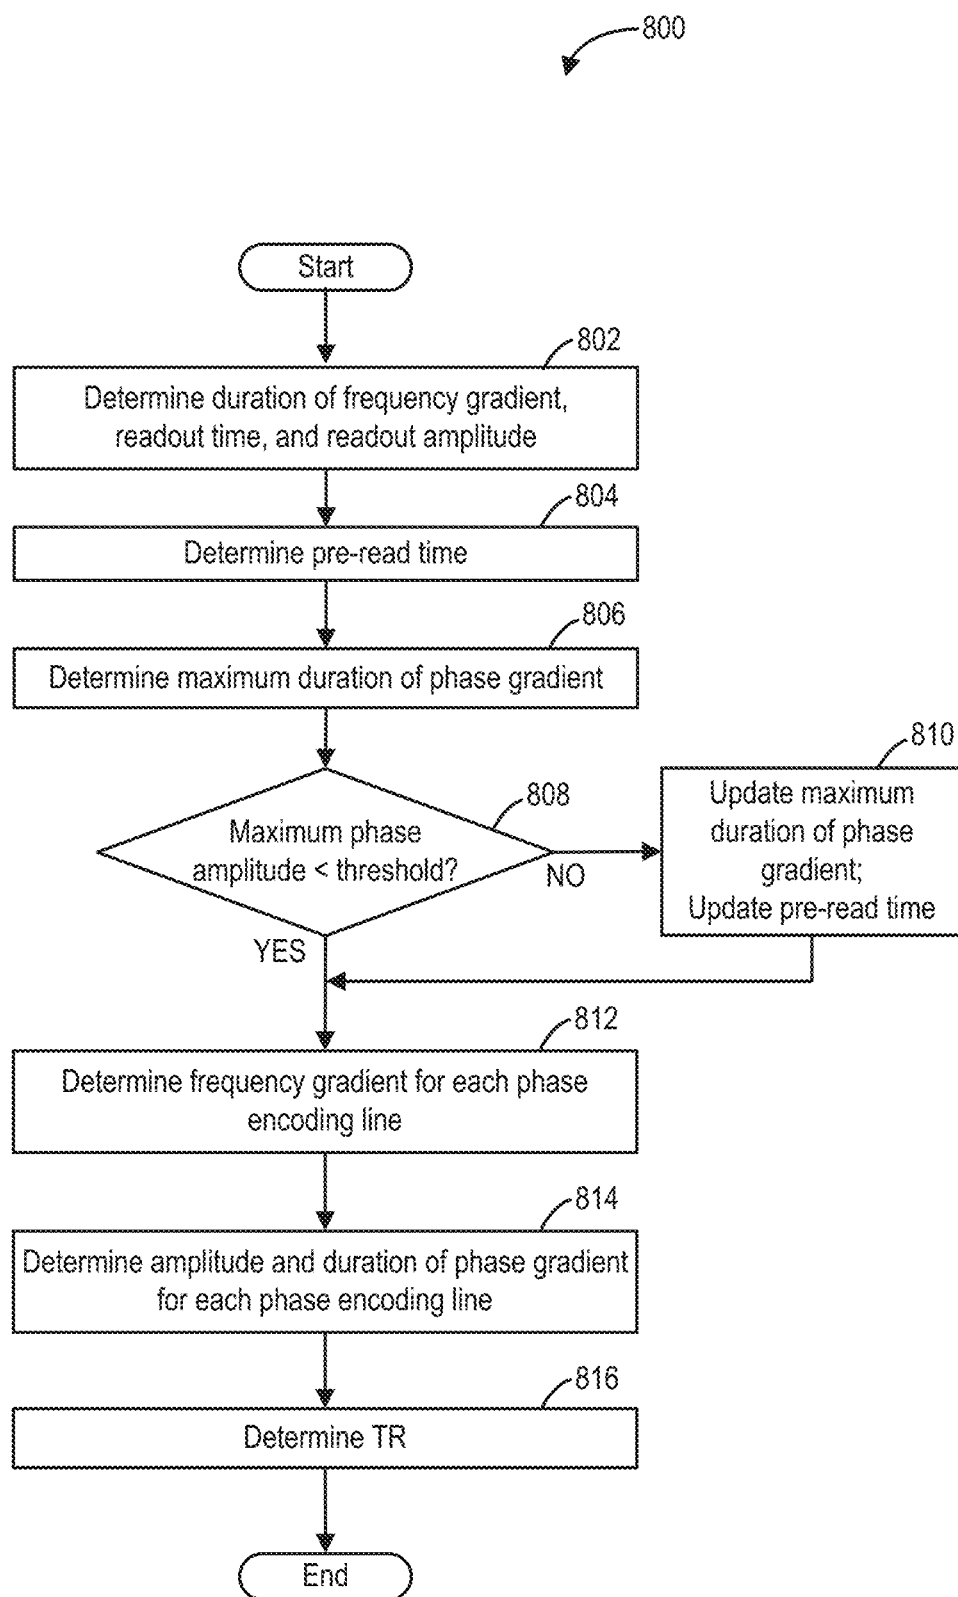 800
Start
802
Determine duration of frequency gradient,
readout time, and readout amplitude
804
Determine pre-read time
806
Determine maximum duration of phase gradient
808
Maximum phase
amplitude < threshold?
NO
YES
810
Update maximum
duration of phase
gradient;
Update pre-read time
812
Determine frequency gradient for each phase
encoding line
814
Determine amplitude and duration of phase gradient
for each phase encoding line
816
Determine TR
End